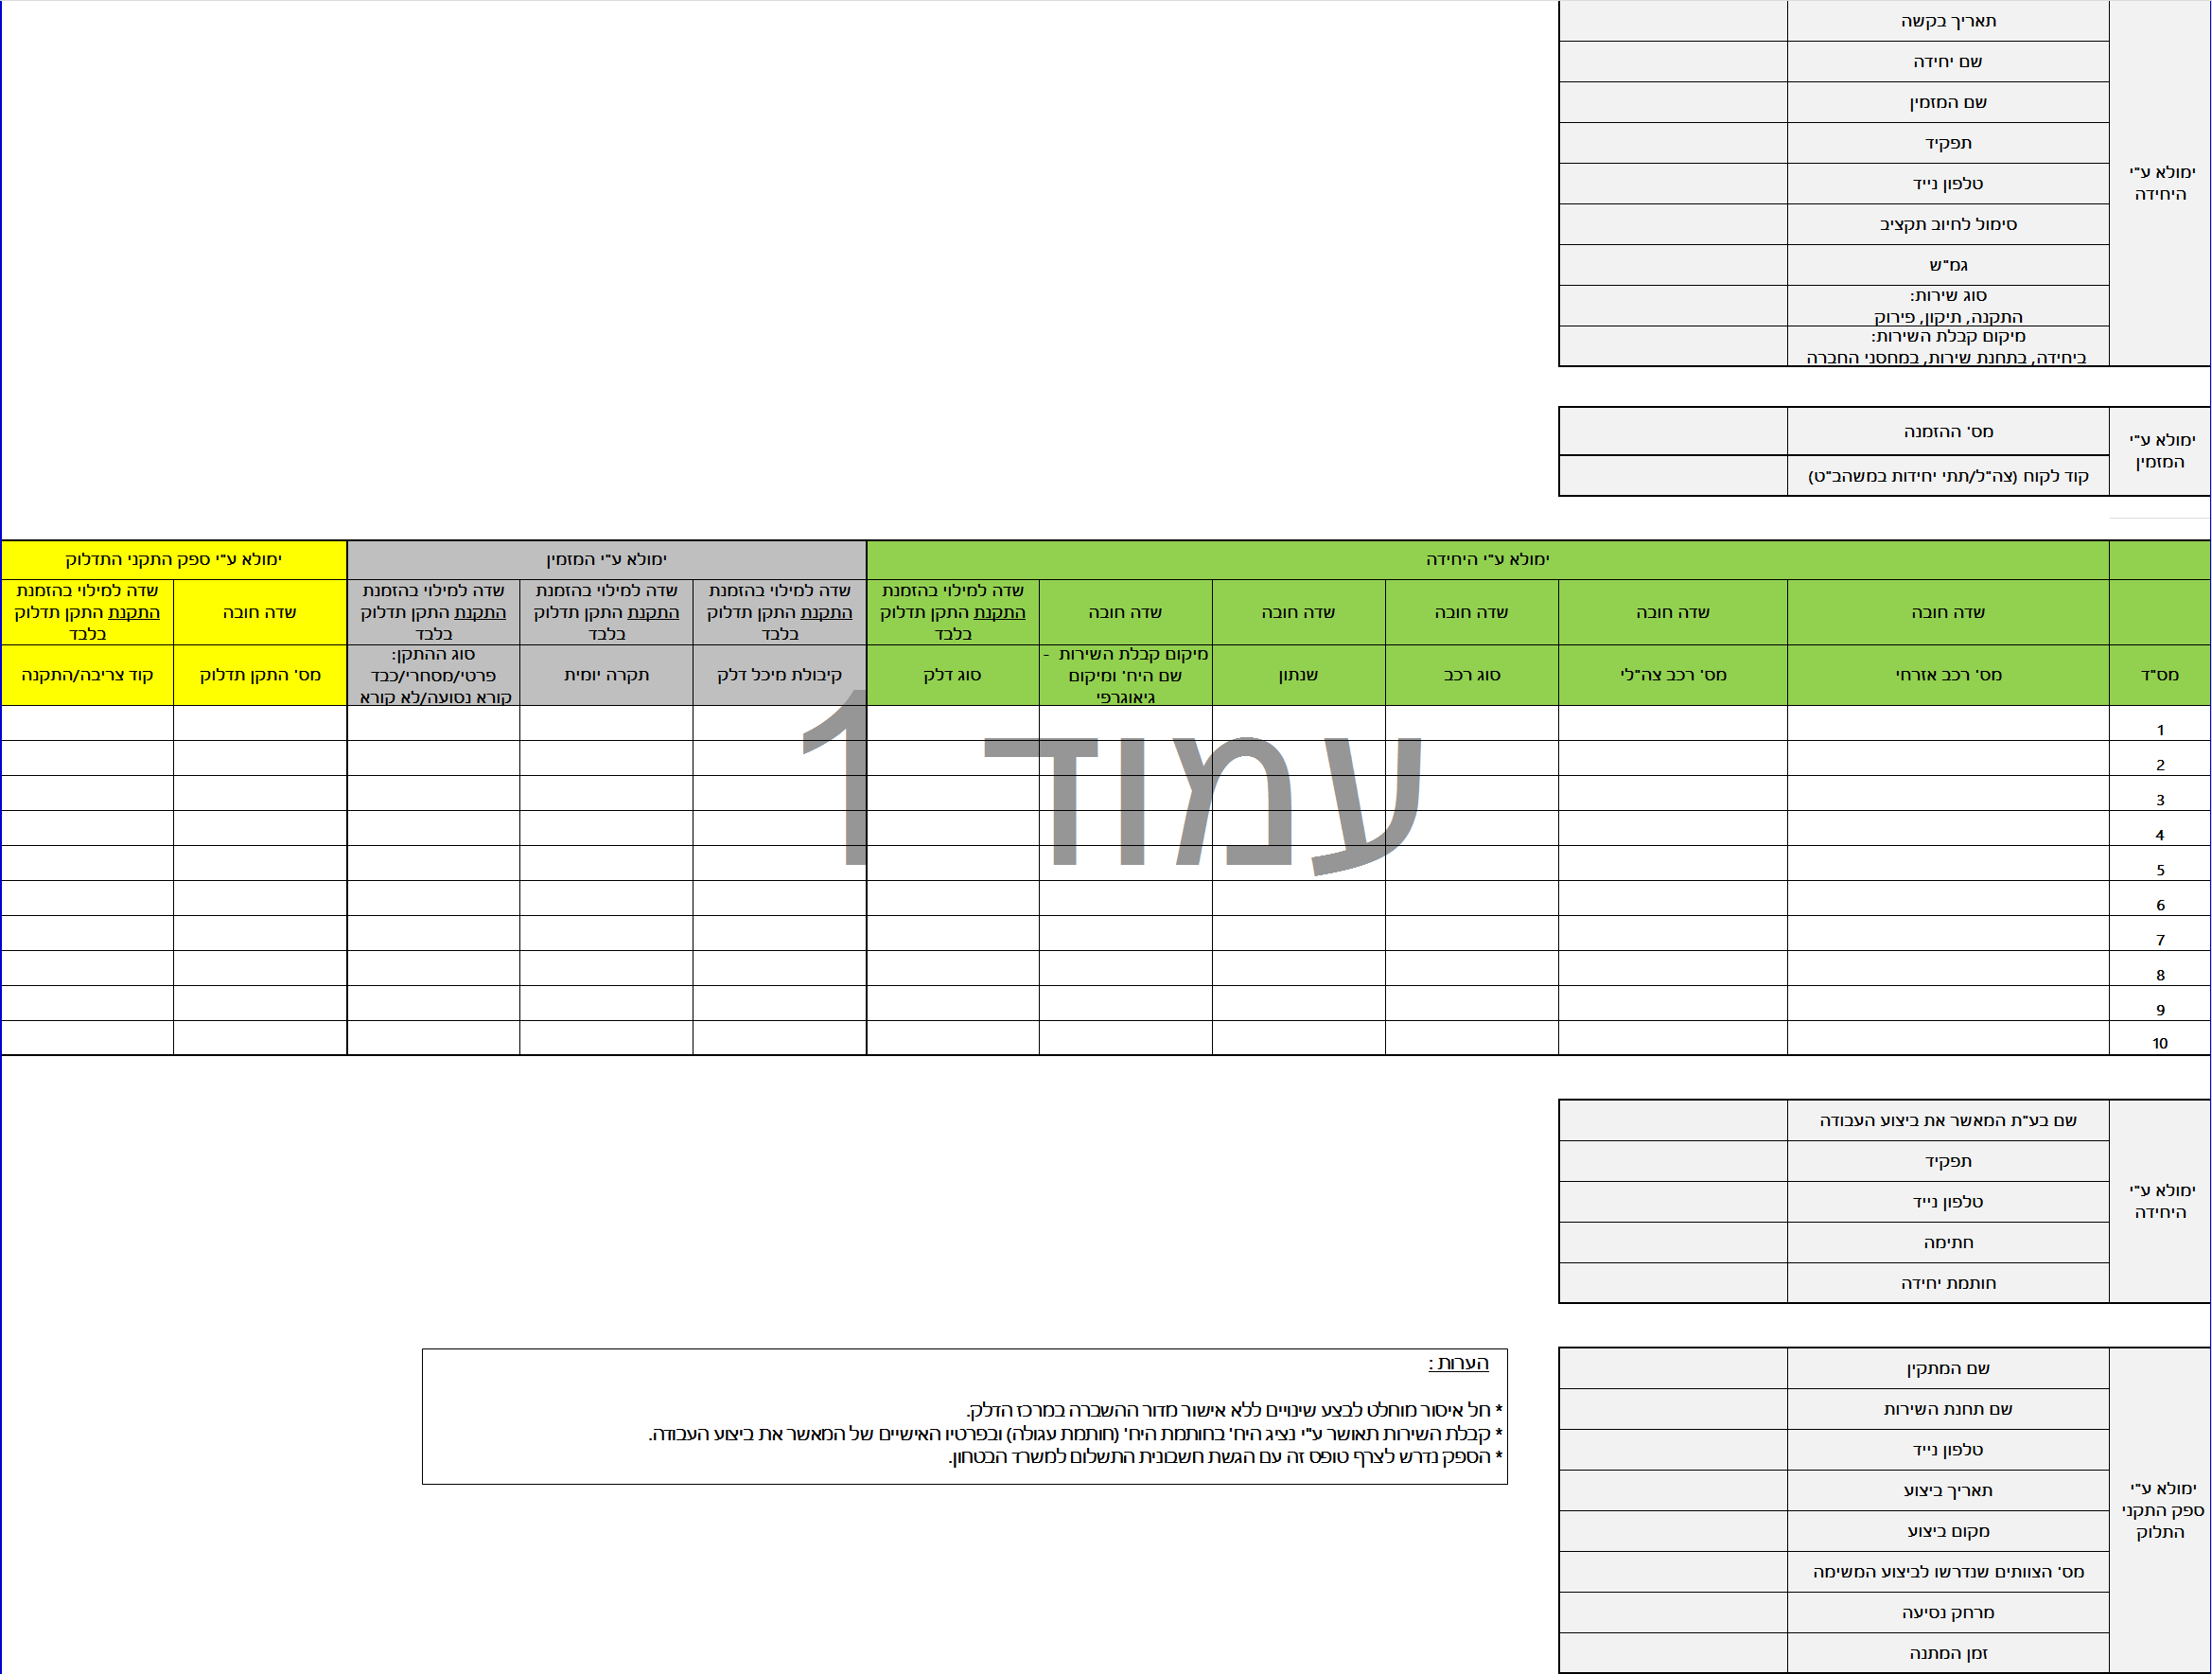 תאריך בקשה
שם יחידה
שם המזמין
תפקיד
ימולא ע"י
היחידה
טלפון נייד
סימול לחיוב תקציב
גמ"ש
סוג שירות:
התקנה, תיקון, פירוק
מיקום קבלת השירות:
ביחידה, בתחנת שירות, במחסני החברה
ימולא ע"י
המזמין
מס' ההזמנה
קוד לקוח (צה"ל/תתי יחידות במשהב"ט)
ימולא ע"י היחידה
ימולא ע"י המזמין
ימולא ע"י ספק התקני התדלוק
שדה חובה
שדה חובה
שדה חובה
שדה חובה
שדה חובה
שדה למילוי בהזמנת
התקנת התקן תדלוק
בלבד
שדה למילוי בהזמנת
התקנת התקן תדלוק
בלבד
שדה למילוי בהזמנת
התקנת התקן תדלוק
בלבד
שדה למילוי בהזמנת
התקנת התקן תדלוק
בלבד
שדה חובה
שדה למילוי בהזמנת
התקנת התקן תדלוק
בלבד
מס"ד
מס' רכב אזרחי
מס' רכב צה"לי
סוג רכב
שנתון
מיקום קבלת השירות -
שם היח' ומיקום
גיאוגרפי
סוג דלק
קיבולת מיכל דלק
תקרה יומית
סוג ההתקן:
פרטי/מסחרי/כבד
קורא נסועה/לא קורא
מס' התקן תדלוק
קוד צריבה/התקנה
1
2
3
4
5
6
7
8
9
10
עמוד 1
ימולא ע"י
היחידה
שם בע"ת המאשר את ביצוע העבודה
תפקיד
טלפון נייד
חתימה
חותמת יחידה
ימולא ע"י
ספק התקני
התלוק
שם המתקין
שם תחנת השירות
טלפון נייד
תאריך ביצוע
מקום ביצוע
מס' הצוותים שנדרשו לביצוע המשימה
מרחק נסיעה
זמן המתנה
הערות :
* חל איסור מוחלט לבצע שינויים ללא אישור מדור ההשברה במרכז הדלק.
* קבלת השירות תאושר ע"י נציג היח' בחותמת היח' (חותמת עגולה) ובפרטיו האישיים של המאשר את ביצוע העבודה.
* הספק נדרש לצרף טופס זה עם הגשת חשבונית התשלום למשרד הבטחון.